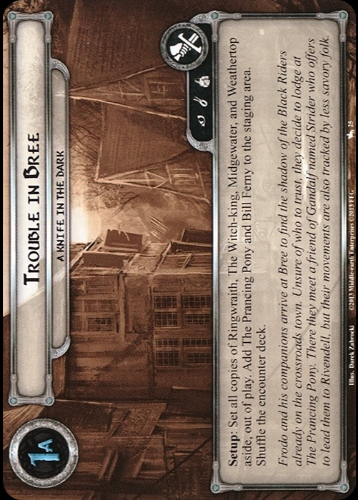 1A
TROUBLE IN BREE
A KNIFE IN THE DARK
Setup: Set all copies of Ringwraith, The Witch-king, Midgewater, and Weathertop
aside, out of play. Add The Prancing Pony and Bill Ferny to the staging area.
Shuffle the encounter deck.
Frodo and his companions arrive at Bree to find the shadow of the Black Riders
already on the crossroads town. Unsure of who to trust, they decide to lodge at
The Prancing Pony. There they meet a friend of Gandalf named Strider who offers
to lead them to Rivendell, but their movements are also tracked by less savory folk.
Illus. Darek Zabrocki ©2013 Middle-earth Enterprises ©2013 FFG 25